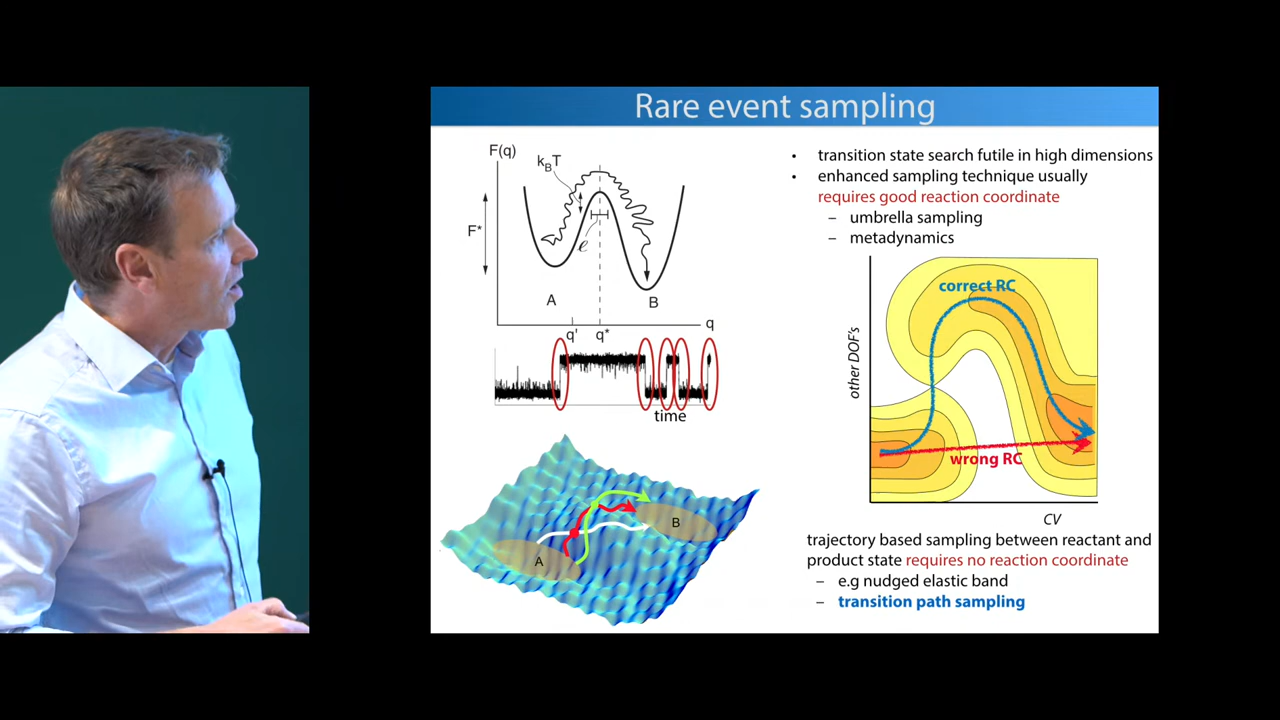 Rare event sampling
F(q)
k_BT
F*
ℓ
A
B
q
q'
q*
time
A
B
• transition state search futile in high dimensions
• enhanced sampling technique usually
requires good reaction coordinate
– umbrella sampling
– metadynamics
correct RC
other DOF's
wrong RC
CV
trajectory based sampling between reactant and
product state requires no reaction coordinate
– e.g nudged elastic band
– transition path sampling